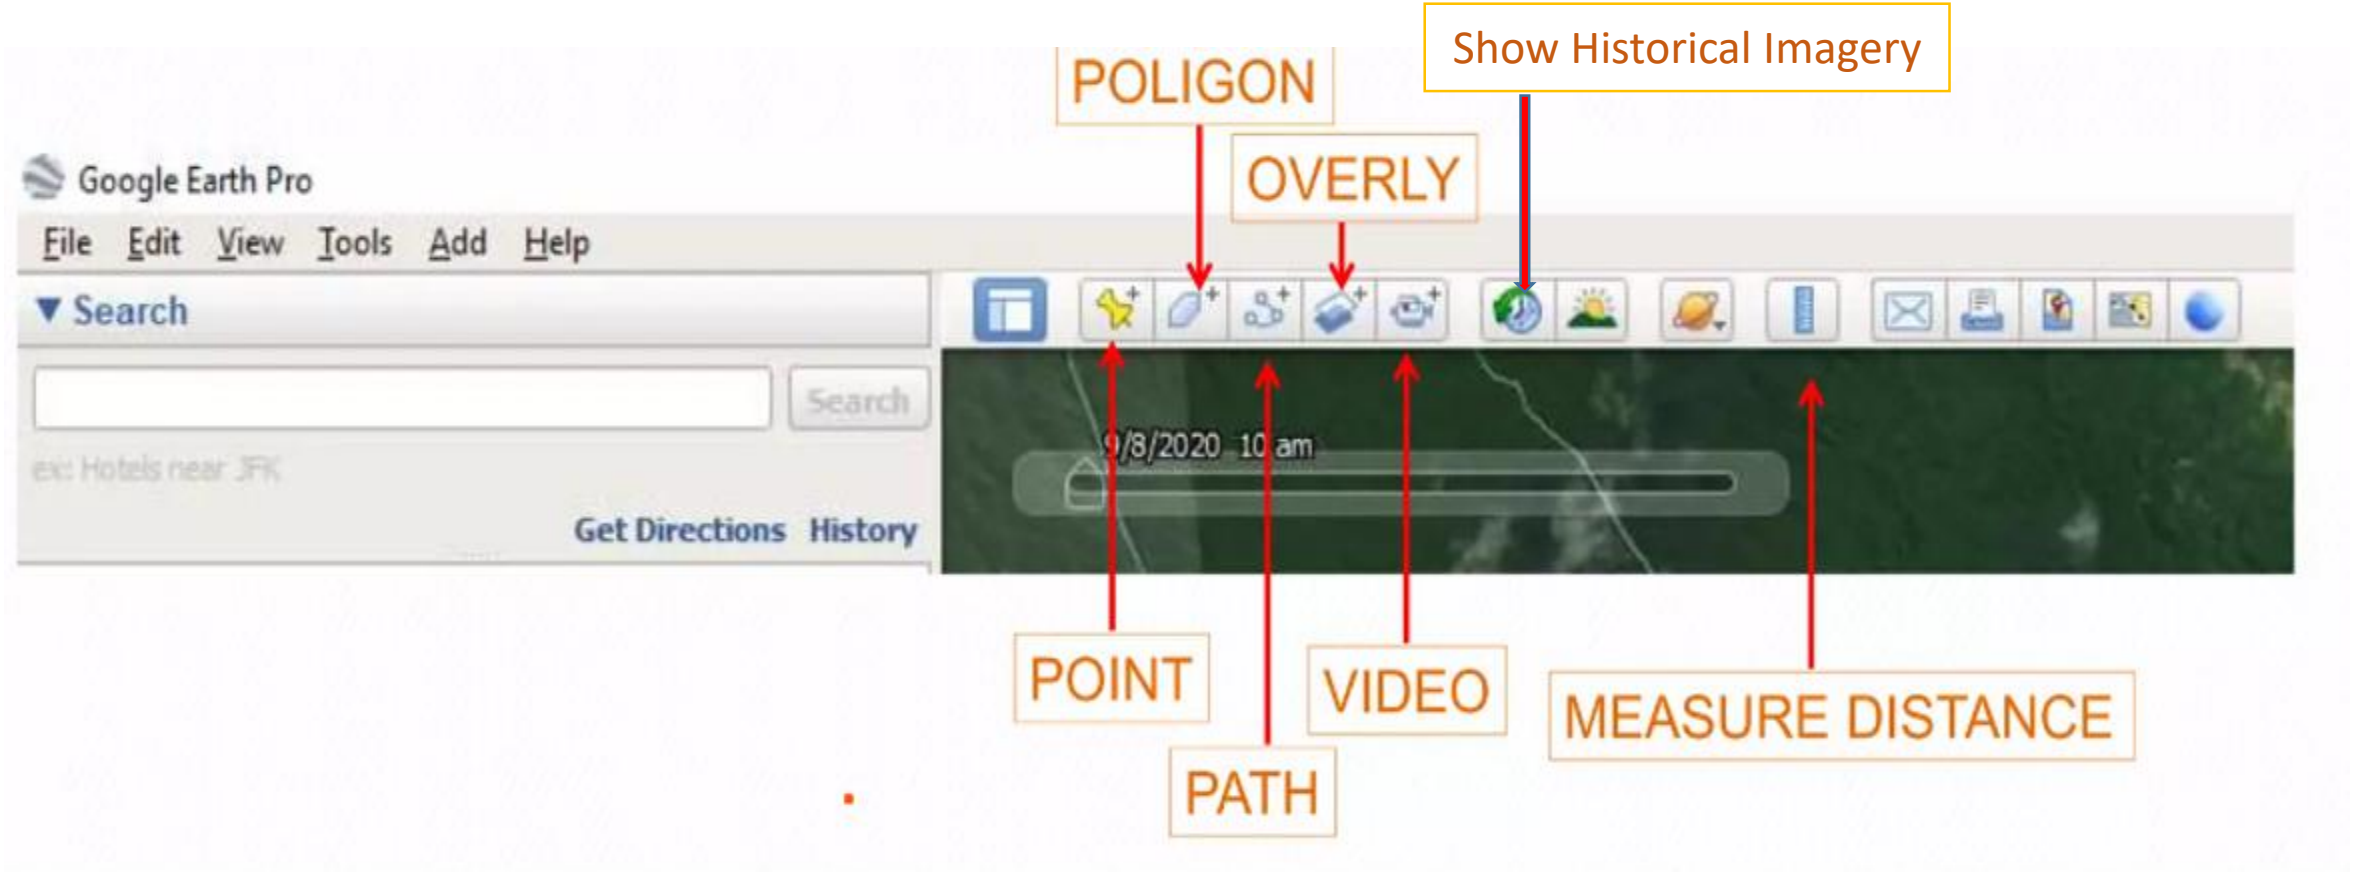 Show Historical Imagery
POLIGON
OVERLY
Google Earth Pro
File Edit View Tools Add Help
Search
Search
ex: Hotels near JFK
Get Directions History
9/8/2020 10 am
POINT
VIDEO
MEASURE DISTANCE
PATH